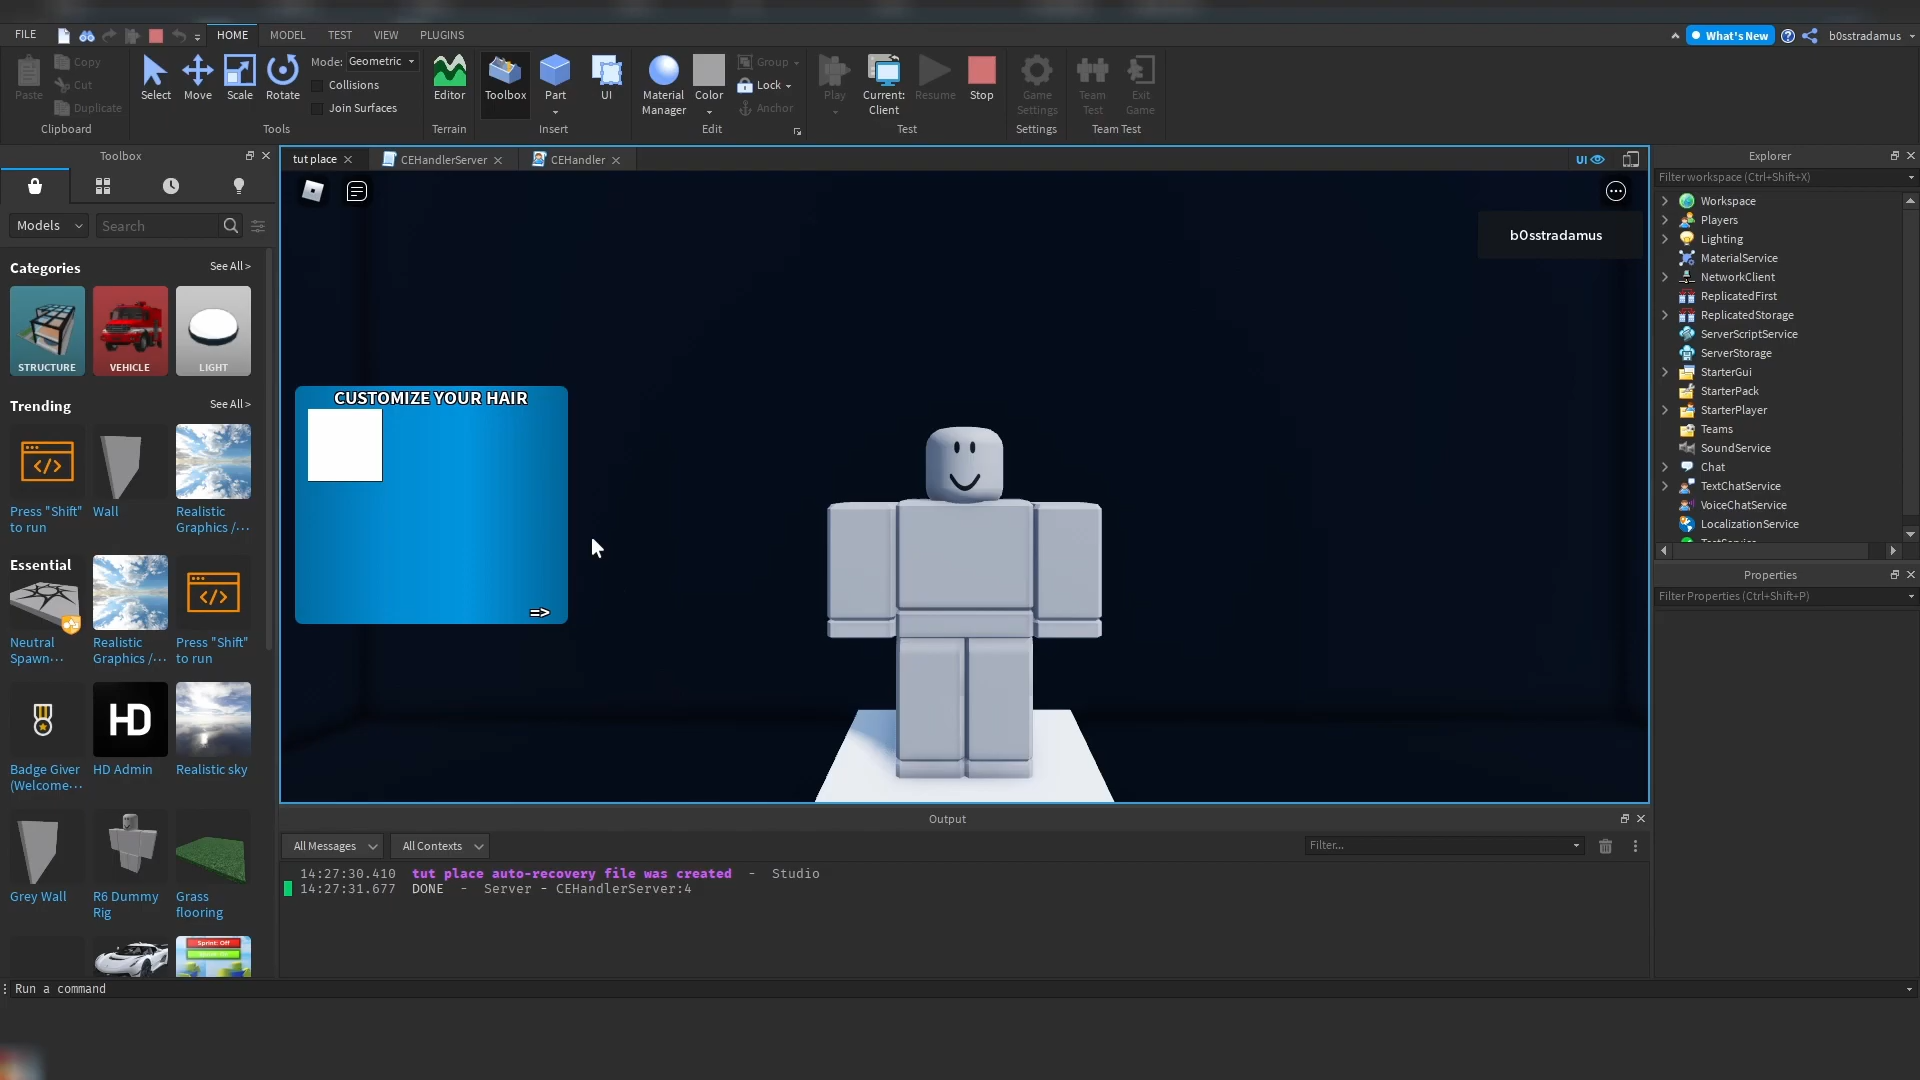 FILE
HOME
MODEL
TEST
VIEW
PLUGINS
What's New
b0sstradamus
Paste
Copy
Cut
Duplicate
Clipboard
Select
Move
Scale
Rotate
Mode: Geometric
Collisions
Join Surfaces
Tools
Editor
Terrain
Toolbox
Part
UI
Insert
Material Manager
Color
Group
Lock
Anchor
Edit
Play
Current: Client
Resume
Stop
Test
Game Settings
Settings
Team Test
Exit Game
Team Test
Toolbox
Models
Search
Categories
See All >
STRUCTURE
VEHICLE
LIGHT
Trending
See All >
Press "Shift" to run
Wall
Realistic Graphics /···
Essential
Neutral Spawn···
Realistic Graphics /···
Press "Shift" to run
HD
Badge Giver (Welcome···
HD Admin
Realistic sky
Grey Wall
R6 Dummy Rig
Grass flooring
Sprint: Off
tut place
CEHandlerServer
CEHandler
UI
b0sstradamus
CUSTOMIZE YOUR HAIR
=>
Output
All Messages
All Contexts
Filter...
14:27:30.410 tut place auto-recovery file was created - Studio
14:27:31.677 DONE - Server - CEHandlerServer:4
Run a command
Explorer
Filter workspace (Ctrl+Shift+X)
Workspace
Players
Lighting
MaterialService
NetworkClient
ReplicatedFirst
ReplicatedStorage
ServerScriptService
ServerStorage
StarterGui
StarterPack
StarterPlayer
Teams
SoundService
Chat
TextChatService
VoiceChatService
LocalizationService
Properties
Filter Properties (Ctrl+Shift+P)